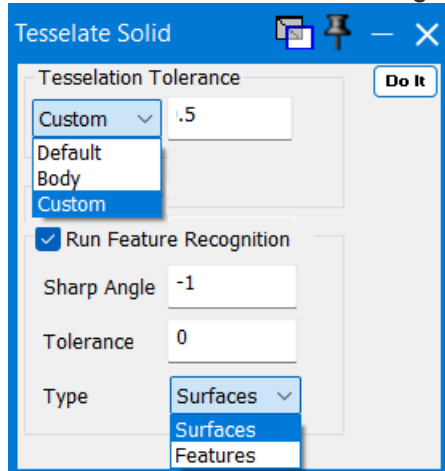 Tesselate Solid
Tesselation Tolerance
Do It
Custom
.5
Default
Body
Custom
Run Feature Recognition
Sharp Angle
-1
Tolerance
0
Type
Surfaces
Surfaces
Features